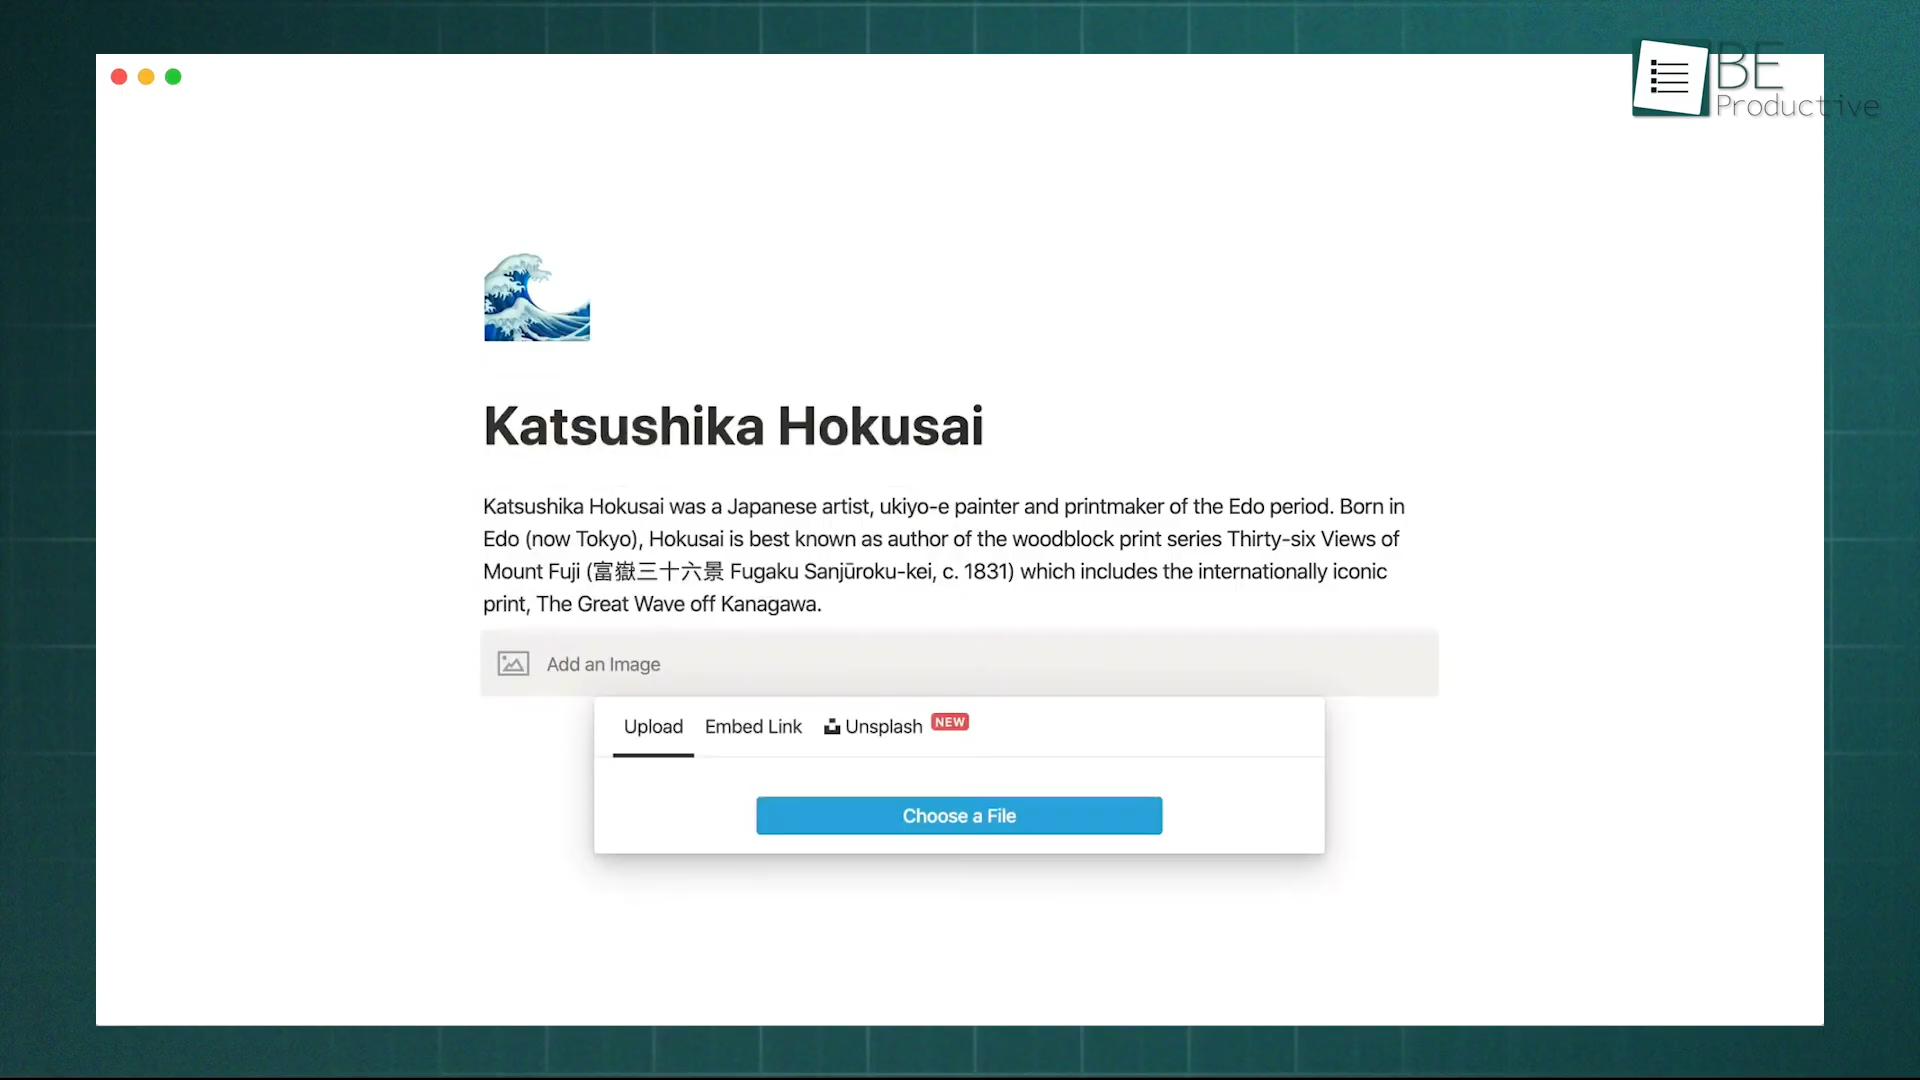 BE
Productive
Katsushika Hokusai
Katsushika Hokusai was a Japanese artist, ukiyo-e painter and printmaker of the Edo period. Born in
Edo (now Tokyo), Hokusai is best known as author of the woodblock print series Thirty-six Views of
Mount Fuji (富嶽三十六景 Fugaku Sanjūroku-kei, c. 1831) which includes the internationally iconic
print, The Great Wave off Kanagawa.
Add an Image
Upload Embed Link Unsplash NEW
Choose a File